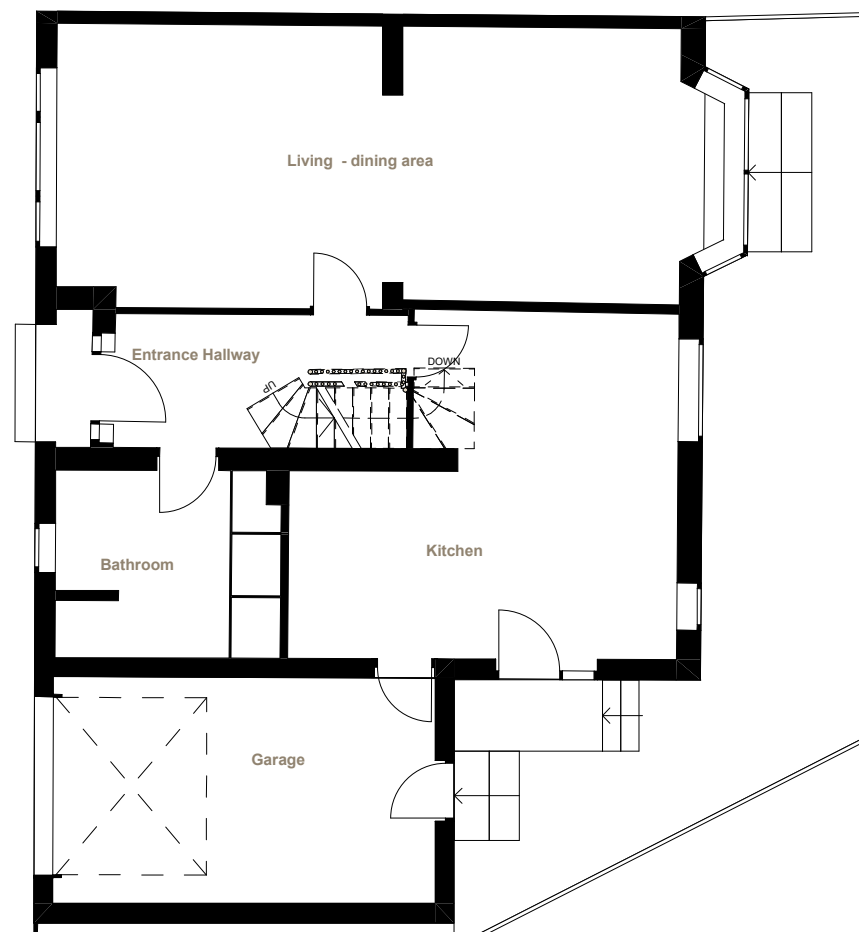 Living - dining area
Entrance Hallway
DOWN
UP
Kitchen
Bathroom
Garage